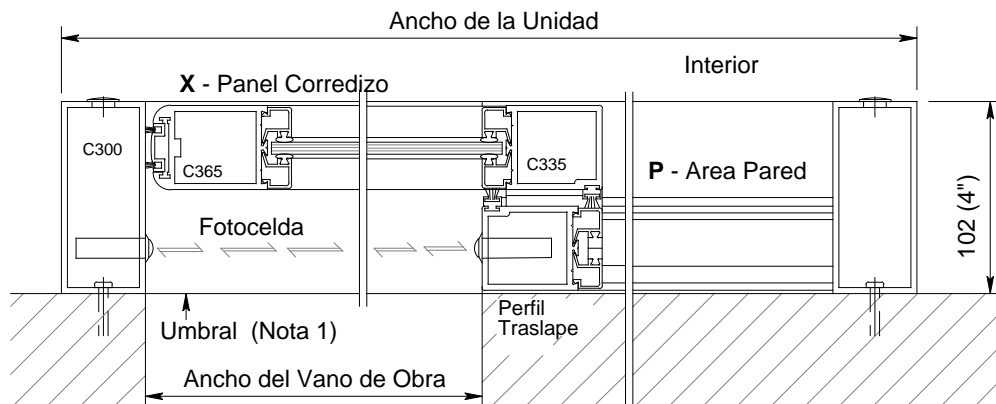 Ancho de la Unidad
Interior
X - Panel Corredizo
C300
C365
C335
P - Area Pared
102 (4")
Fotocelda
Perfil
Traslape
Umbral (Nota 1)
Ancho del Vano de Obra